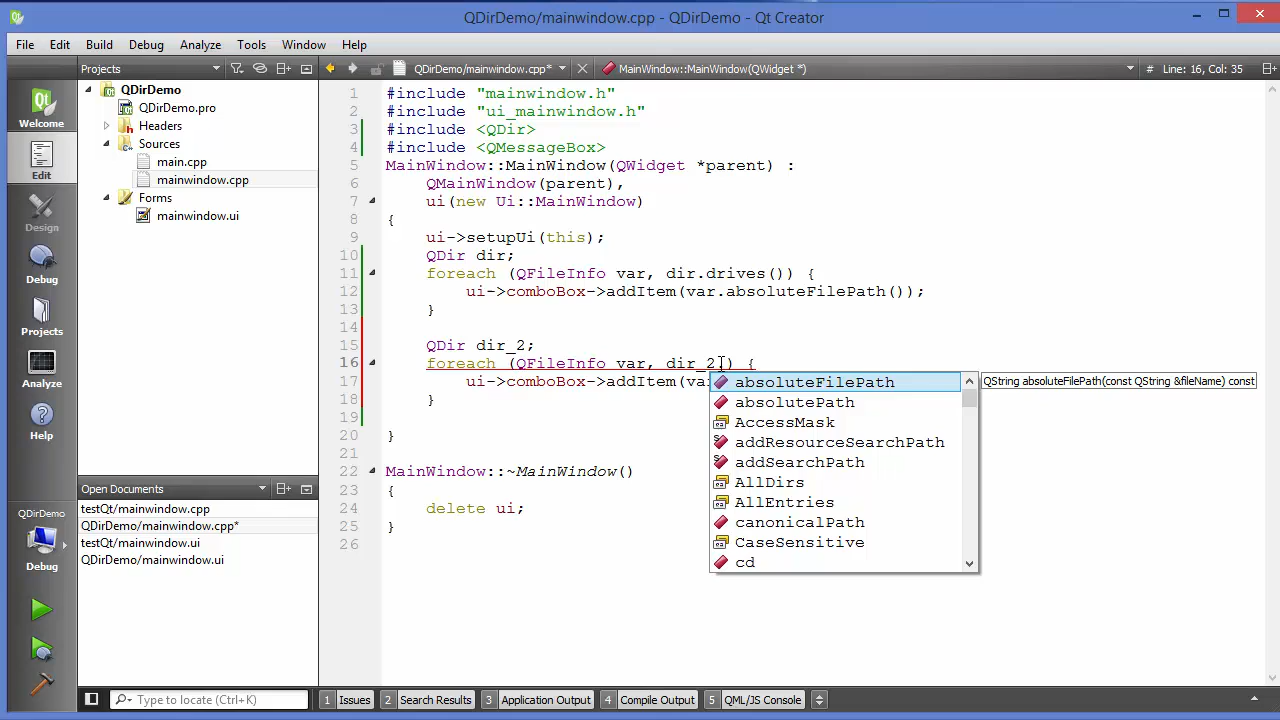 QDirDemo/mainwindow.cpp - QDirDemo - Qt Creator
File Edit Build Debug Analyze Tools Window Help
Projects
QDirDemo/mainwindow.cpp*
MainWindow::MainWindow(QWidget *)
# Line: 16, Col: 35
Welcome
Edit
Design
Debug
Projects
Analyze
Help
QDirDemo
Debug
QDirDemo
QDirDemo.pro
Headers
Sources
main.cpp
mainwindow.cpp
Forms
mainwindow.ui
Open Documents
testQt/mainwindow.cpp
QDirDemo/mainwindow.cpp*
testQt/mainwindow.ui
QDirDemo/mainwindow.ui
1 #include "mainwindow.h"
2 #include "ui_mainwindow.h"
3 #include <QDir>
4 #include <QMessageBox>
5 MainWindow::MainWindow(QWidget *parent) :
6 QMainWindow(parent),
7 ui(new Ui::MainWindow)
8 {
9 ui->setupUi(this);
10 QDir dir;
11 foreach (QFileInfo var, dir.drives()) {
12 ui->comboBox->addItem(var.absoluteFilePath());
13 }
14
15 QDir dir_2;
16 foreach (QFileInfo var, dir_2.) {
17 ui->comboBox->addItem(va
18 }
19
20 }
21
22 MainWindow::~MainWindow()
23 {
24 delete ui;
25 }
26
absoluteFilePath
absolutePath
AccessMask
addResourceSearchPath
addSearchPath
AllDirs
AllEntries
canonicalPath
CaseSensitive
cd
QString absoluteFilePath(const QString &fileName) const
Type to locate (Ctrl+K)
1 Issues 2 Search Results 3 Application Output 4 Compile Output 5 QML/JS Console